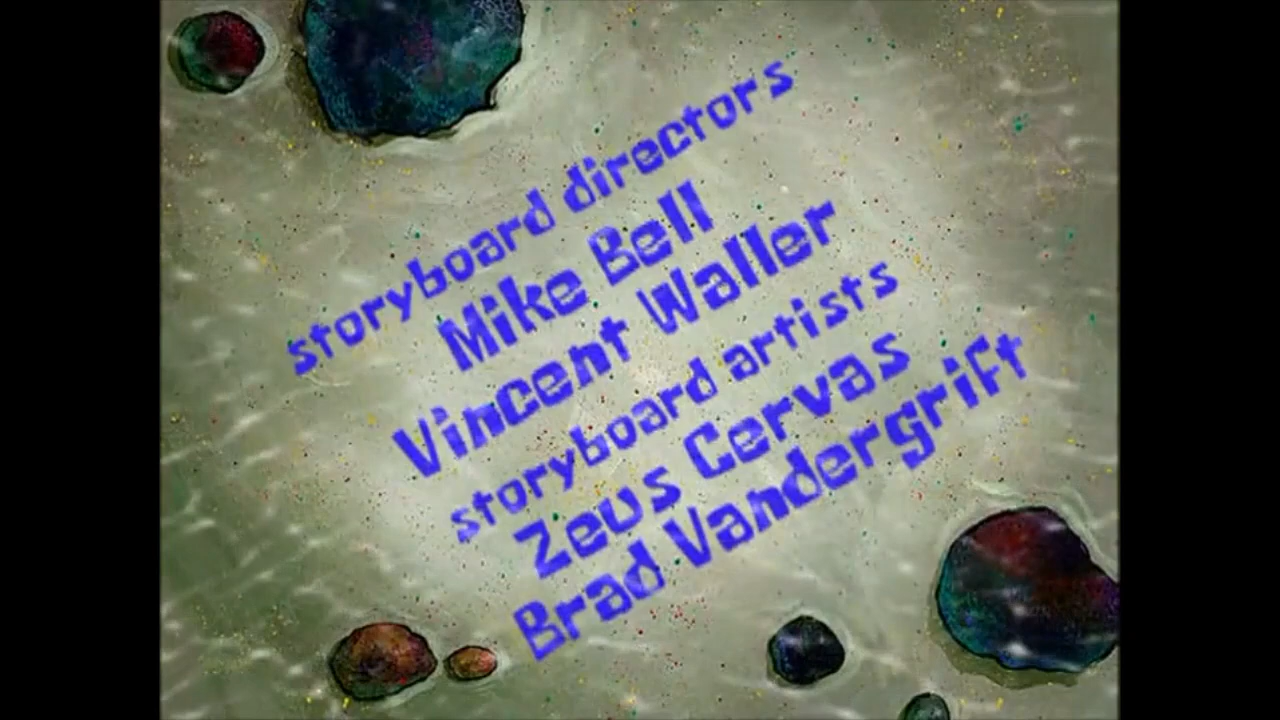 storyboard directors
Mike Bell
Vincent Waller
storyboard artists
Zeus Cervas
Brad Vandergrift